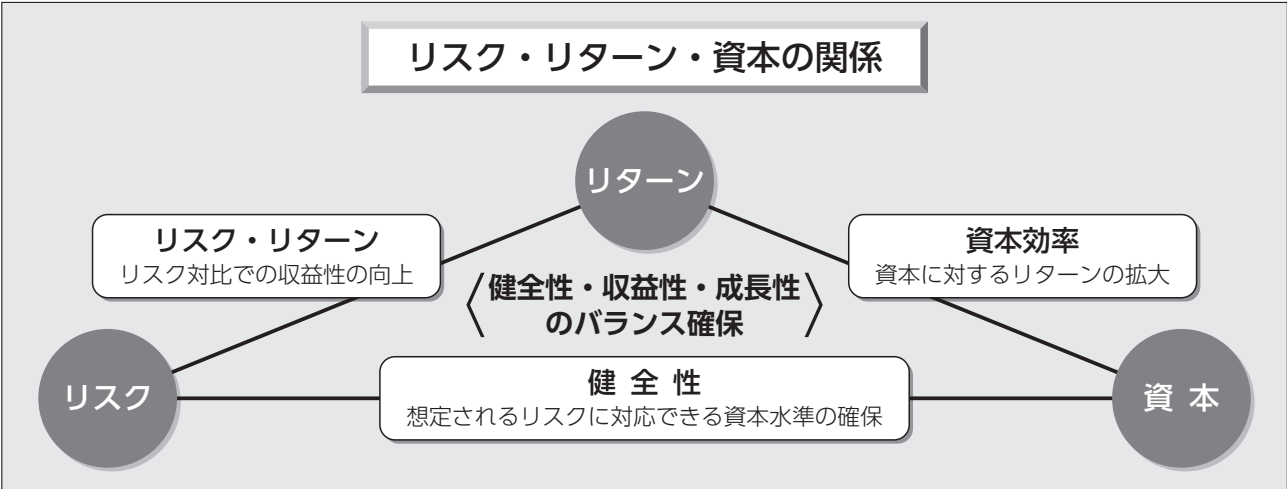 リスク・リターン・資本の関係
リターン
リスク・リターン
リスク対比での収益性の向上
資本効率
資本に対するリターンの拡大
健全性・収益性・成長性
のバランス確保
リスク
健全性
想定されるリスクに対応できる資本水準の確保
資本